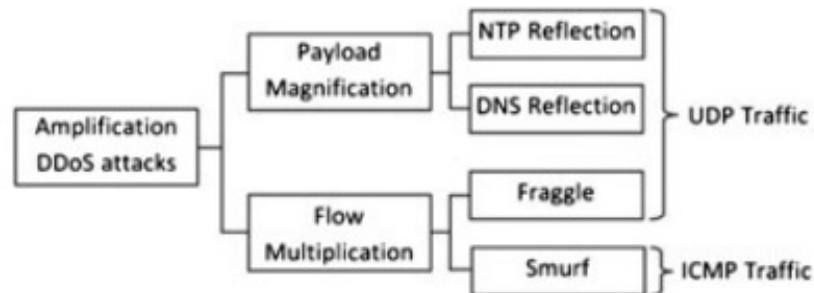 Amplification
DDoS attacks
Payload
Magnification
NTP Reflection
DNS Reflection
UDP Traffic
Flow
Multiplication
Fraggle
Smurf
ICMP Traffic